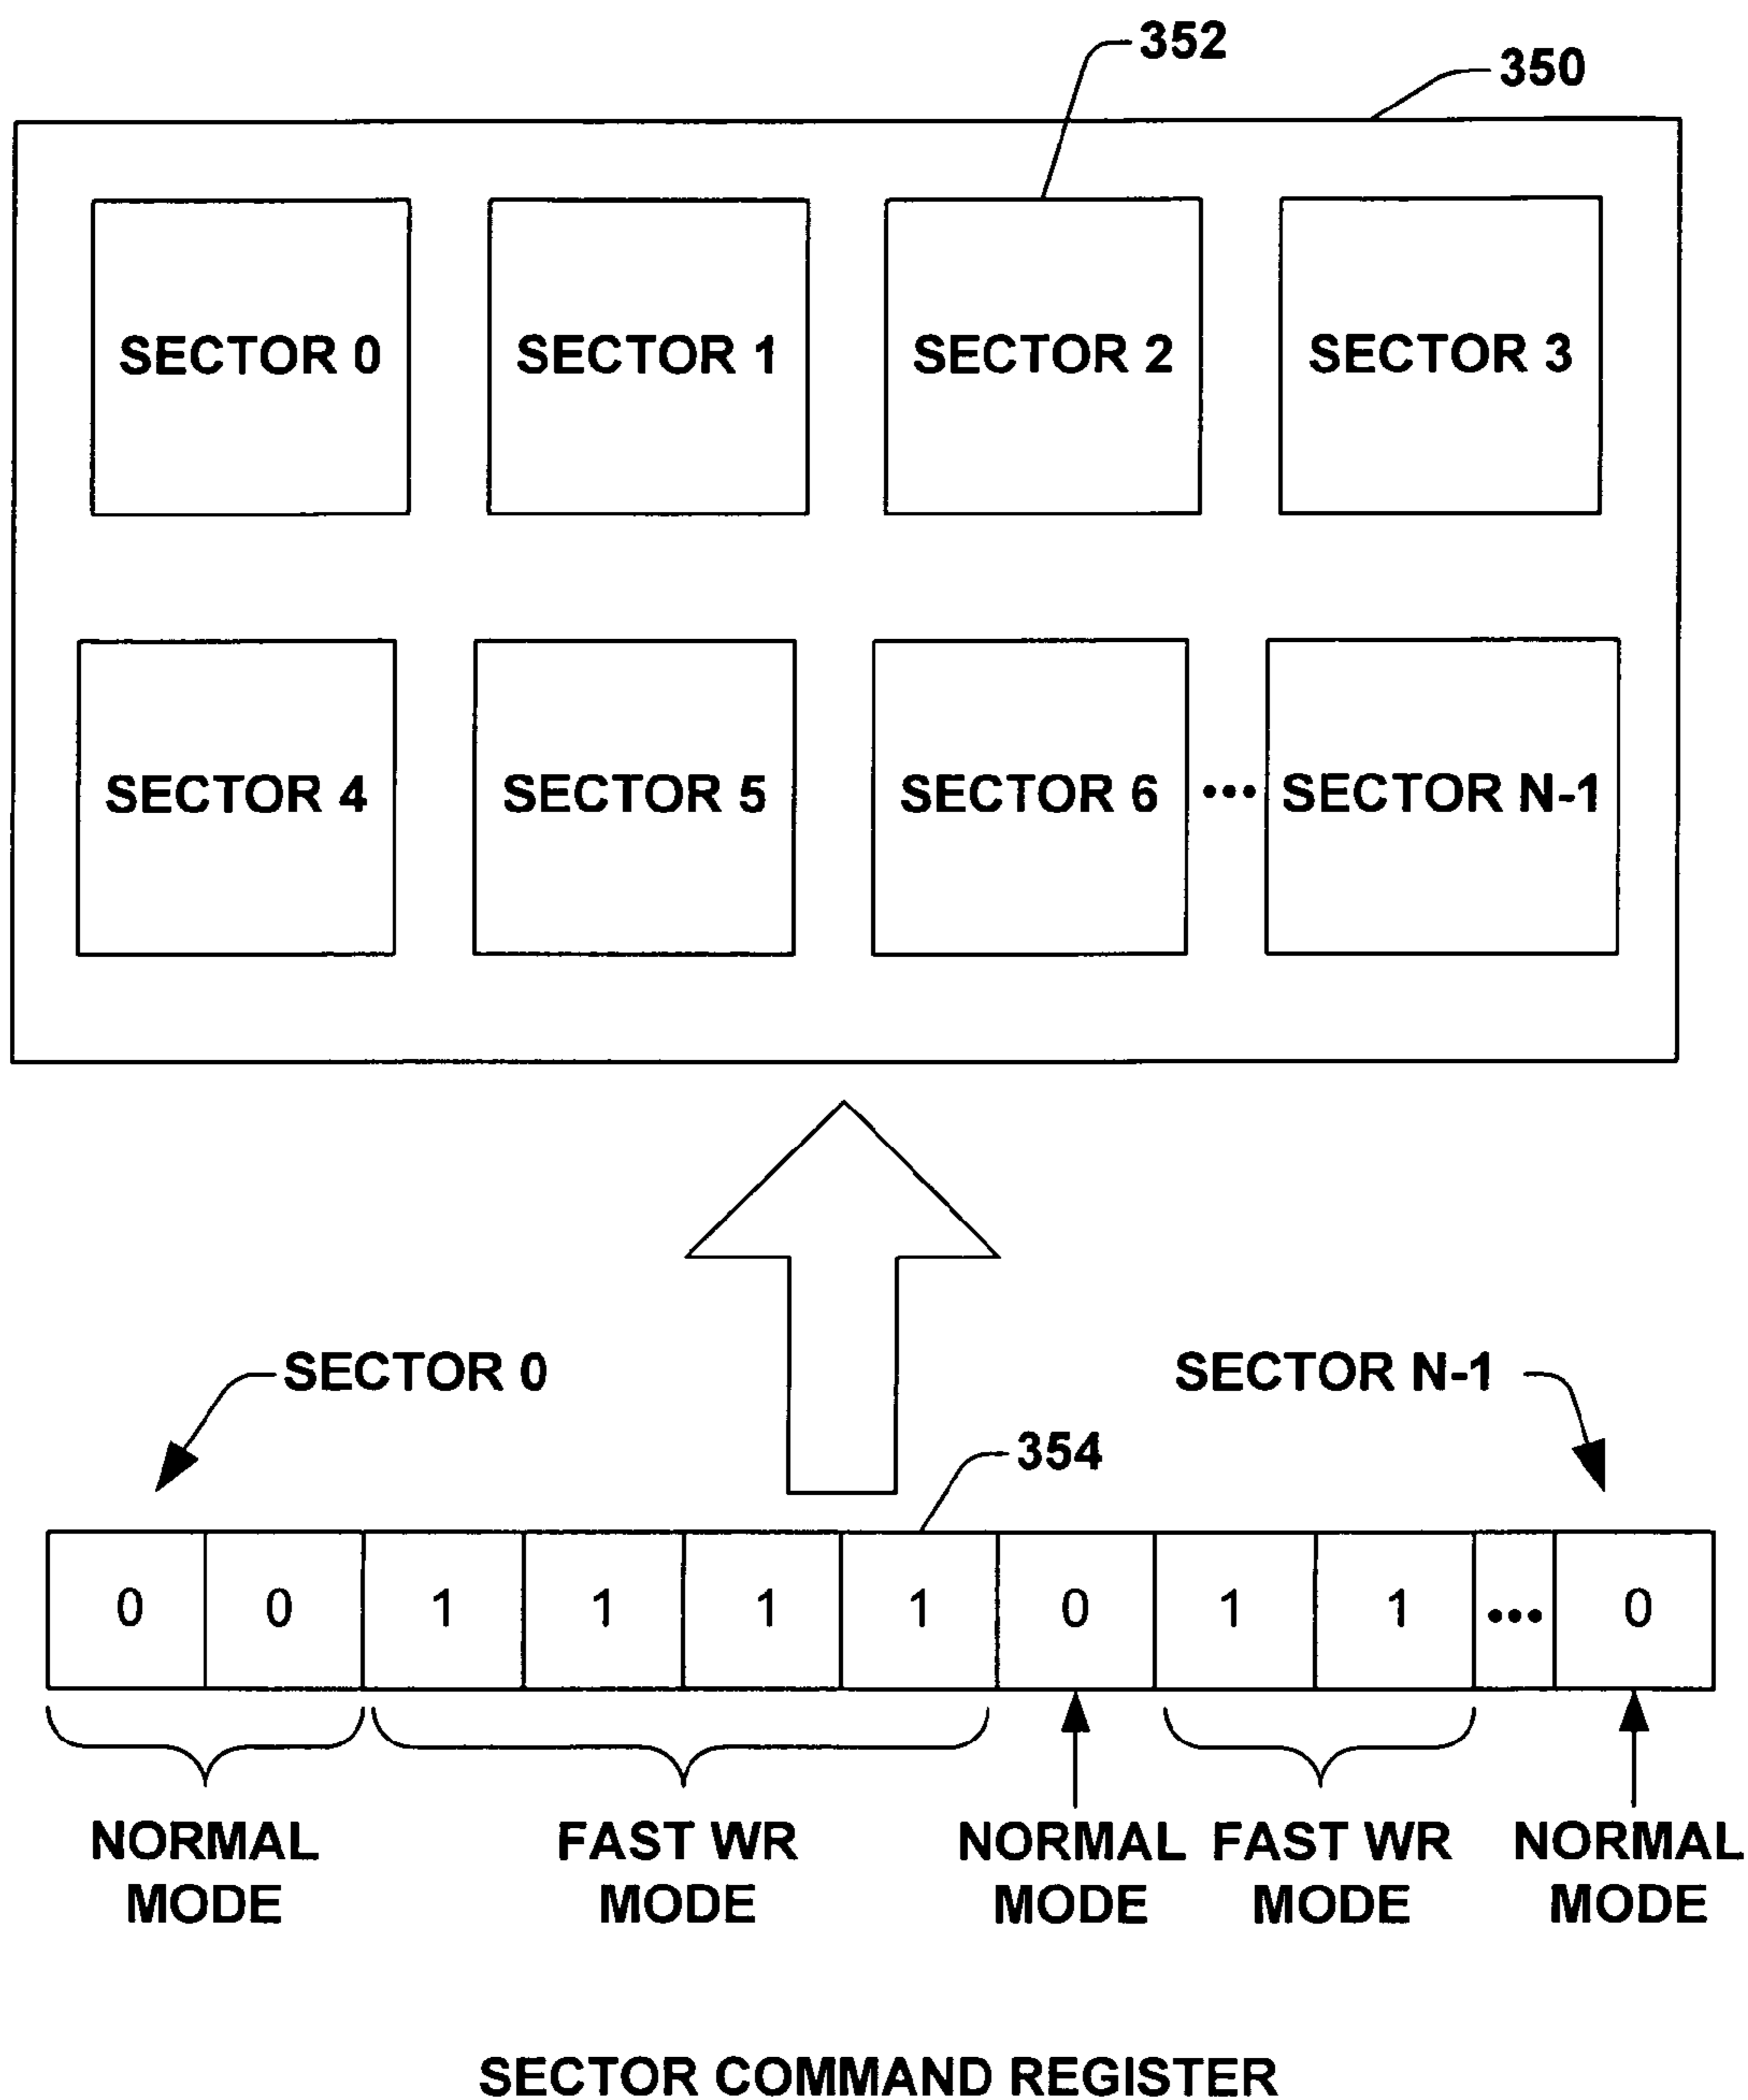 352
350
SECTOR 0 SECTOR 1 SECTOR 2 SECTOR 3
SECTOR 4 SECTOR 5 SECTOR 6 ••• SECTOR N-1
SECTOR 0 SECTOR N-1
354
0 0 1 1 1 1 0 1 1 ••• 0
NORMAL MODE
FAST WR MODE
NORMAL MODE
FAST WR MODE
NORMAL MODE
SECTOR COMMAND REGISTER